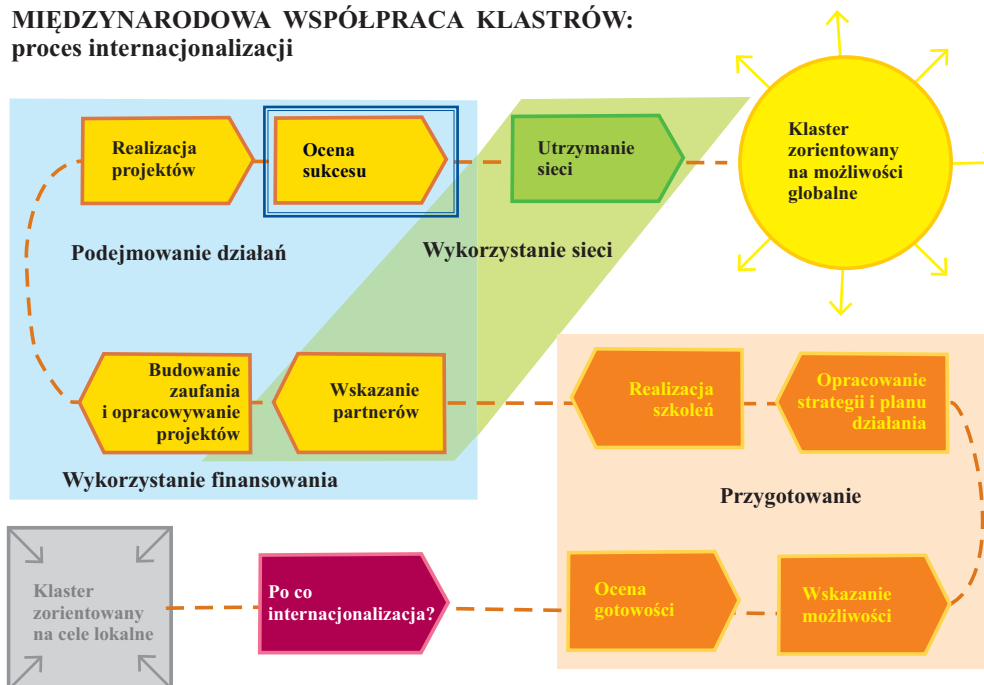 MIĘDZYNARODOWA WSPÓŁPRACA KLASTRÓW:
proces internacjonalizacji
Realizacja
projektów
Ocena
sukcesu
Utrzymanie
sieci
Klaster
zorientowany
na możliwości
globalne
Podejmowanie działań
Wykorzystanie sieci
Budowanie
zaufania
i opracowywanie
projektów
Wskazanie
partnerów
Realizacja
szkoleń
Opracowanie
strategii i planu
działania
Wykorzystanie finansowania
Przygotowanie
Klaster
zorientowany
na cele lokalne
Po co
internacjonalizacja?
Ocena
gotowości
Wskazanie
możliwości